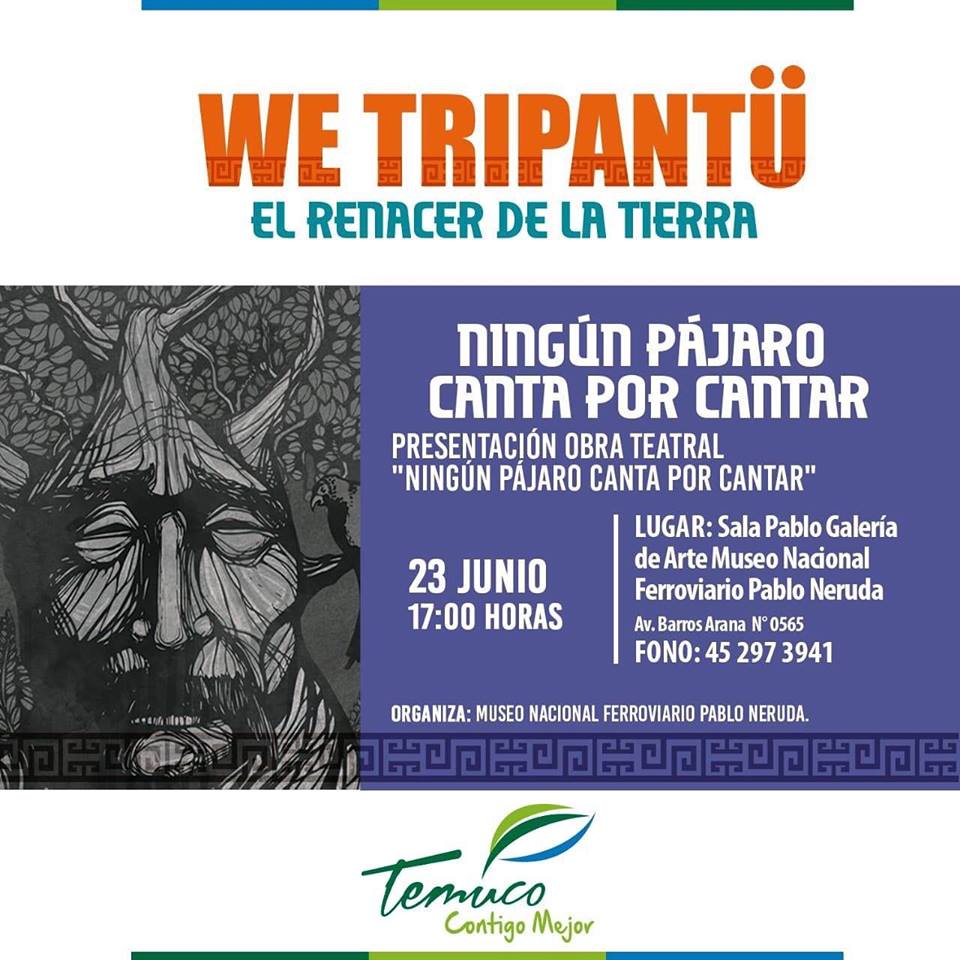 WE TRIPANTÜ
EL RENACER DE LA TIERRA
NINGÚN PÁJARO
CANTA POR CANTAR
PRESENTACIÓN OBRA TEATRAL
"NINGÚN PÁJARO CANTA POR CANTAR"
23 JUNIO
17:00 HORAS
LUGAR: Sala Pablo Galería
de Arte Museo Nacional
Ferroviario Pablo Neruda
Av. Barros Arana N° 0565
FONO: 45 297 3941
ORGANIZA: MUSEO NACIONAL FERROVIARIO PABLO NERUDA.
Temuco
Contigo Mejor